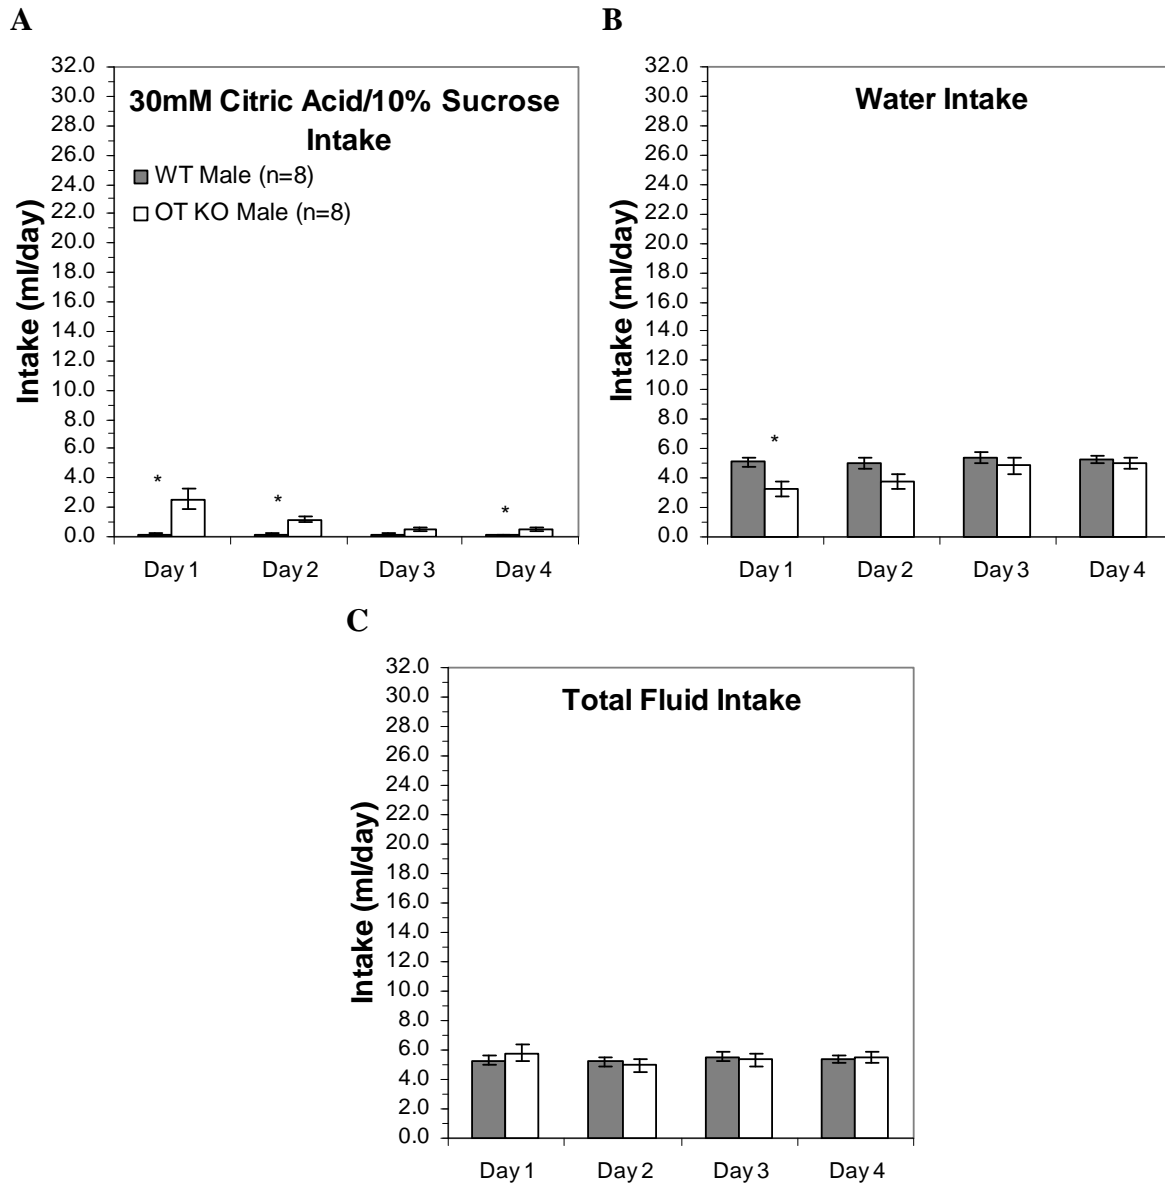 A
32.0
30.0
28.0
26.0
24.0
22.0
20.0
18.0
16.0
14.0
12.0
10.0
8.0
6.0
4.0
2.0
0.0
Intake (ml/day)
30mM Citric Acid/10% Sucrose
Intake
WT Male (n=8)
OT KO Male (n=8)
*
*
*
Day 1
Day 2
Day 3
Day 4
B
32.0
30.0
28.0
26.0
24.0
22.0
20.0
18.0
16.0
14.0
12.0
10.0
8.0
6.0
4.0
2.0
0.0
Intake (ml/day)
Water Intake
*
Day 1
Day 2
Day 3
Day 4
C
32.0
30.0
28.0
26.0
24.0
22.0
20.0
18.0
16.0
14.0
12.0
10.0
8.0
6.0
4.0
2.0
0.0
Intake (ml/day)
Total Fluid Intake
Day 1
Day 2
Day 3
Day 4